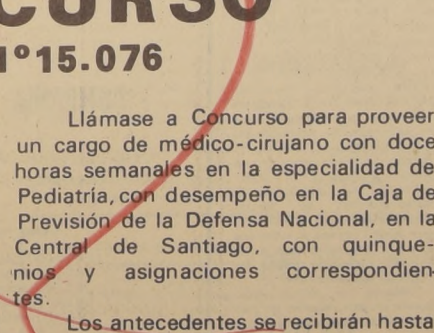 CURSO
Nº15.076
Llámase a Concurso para proveer
un cargo de médico-cirujano con doce
horas semanales en la especialidad de
Pediatría, con desempeño en la Caja de
Previsión de la Defensa Nacional, en la
Central de Santiago, con quinque-
nios y asignaciones correspondien-
tes.
Los antecedentes se recibirán hasta